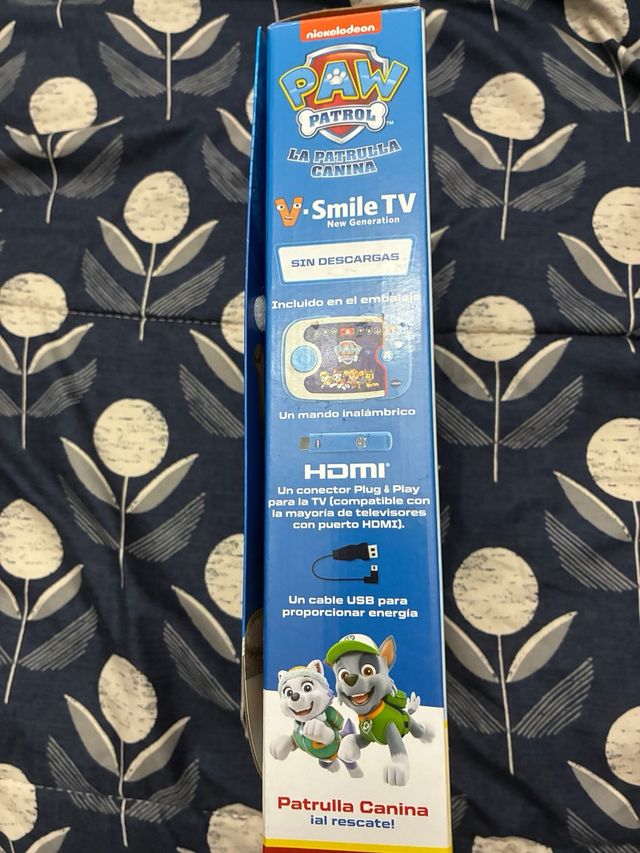 nickelodeon
PAW
PATROL™
LA PATRULLA
CANINA
V·Smile TV
New Generation
SIN DESCARGAS
Incluido en el embalaje
vtech
Un mando inalámbrico
HDMI®
Un conector Plug & Play
para la TV (compatible con
la mayoría de televisores
con puerto HDMI).
Un cable USB para
proporcionar energía
Patrulla Canina
¡al rescate!